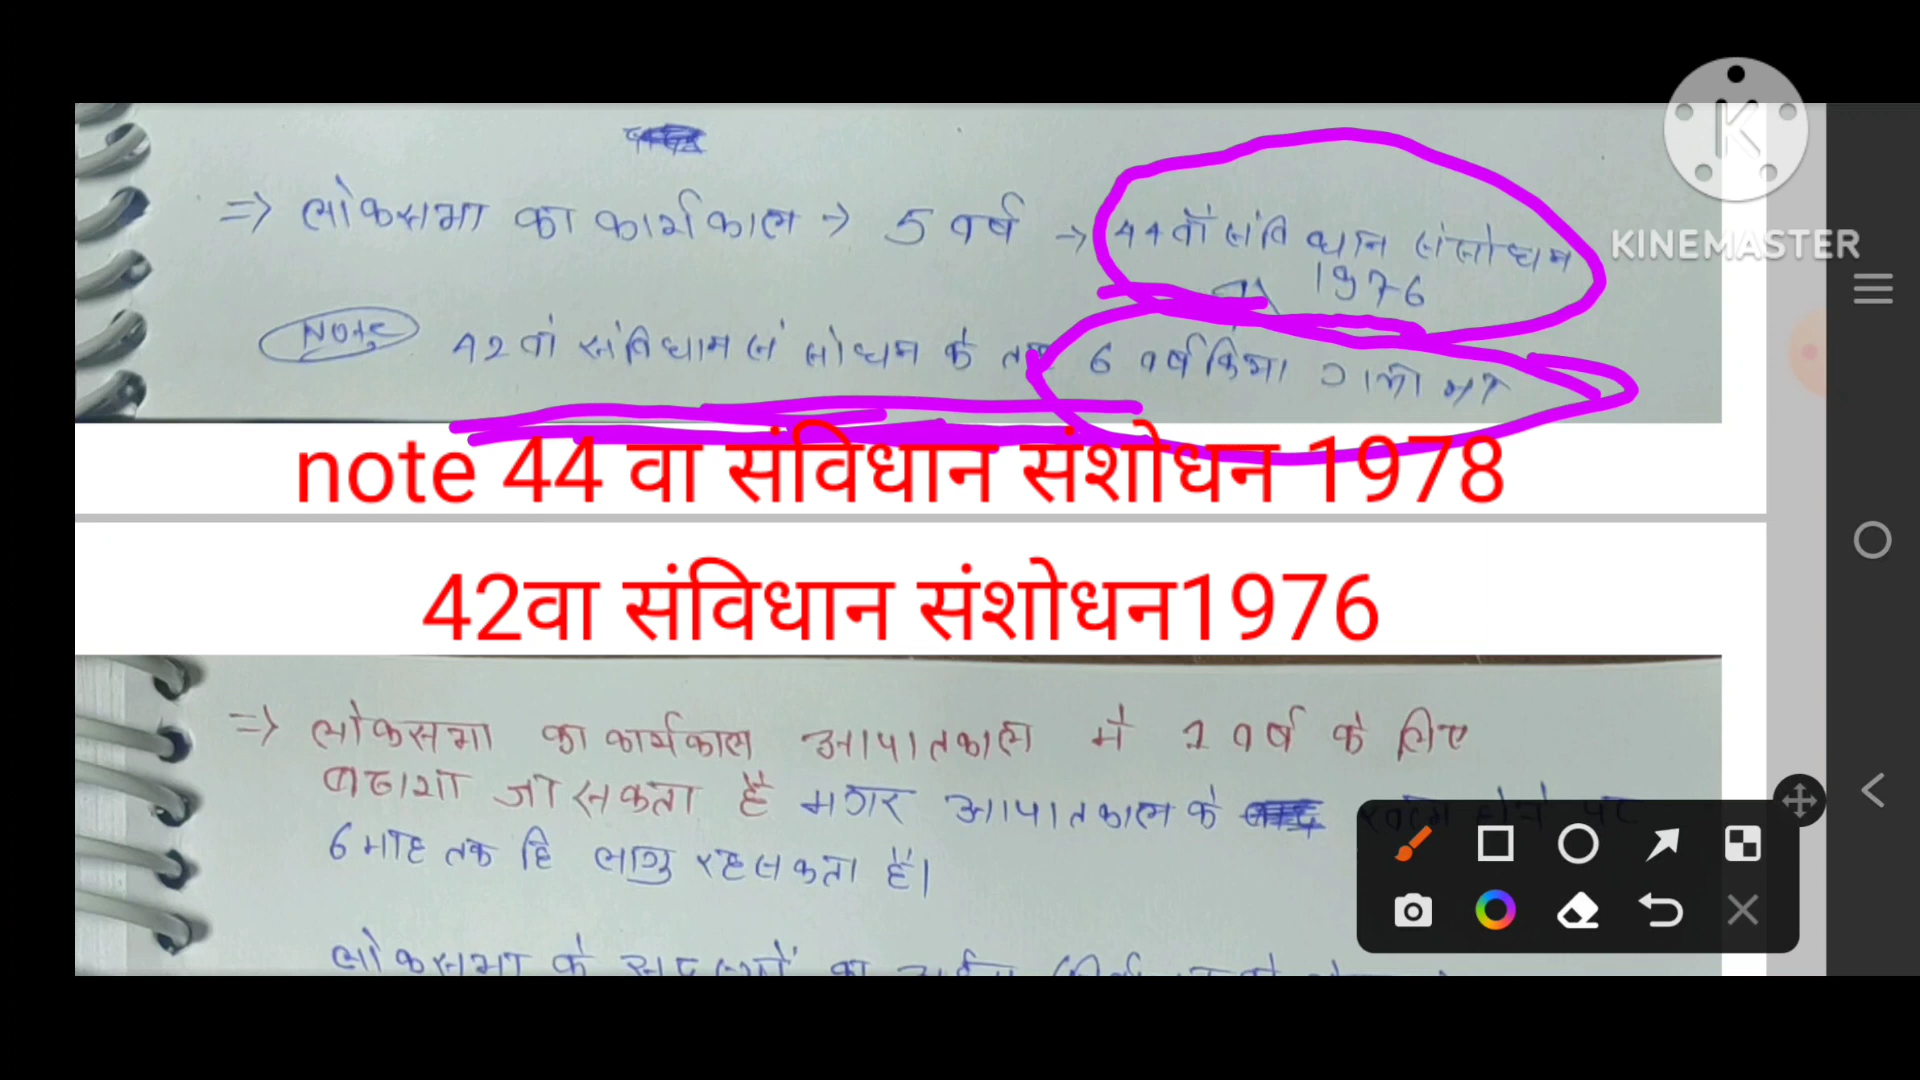 => लोकसभा का कार्यकाल → 5 वर्ष → 44वाँ संविधान संसोधन
1976
KINEMASTER
NOTE 42वां संविधान संसोधन के तहत 6 वर्ष किया
note 44 वा संविधान संशोधन 1978
42वा संविधान संशोधन1976
=> लोकसभा का कार्यकाल आपातकाल मे 1 वर्ष के लिए
बढाया जा सकता है मगर आपातकाल के
6 माह तक हि लागु रह सकता है।
लोकसभा के